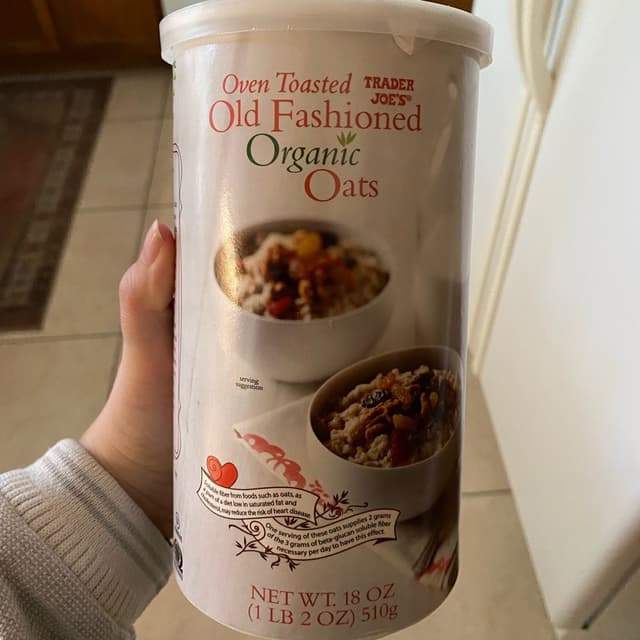 Oven Toasted TRADER JOE'S®
Old Fashioned
Organic
Oats
serving
suggestion
Soluble fiber from foods such as oats, as
part of a diet low in saturated fat and
cholesterol, may reduce the risk of heart disease.
One serving of these oats supplies 2 grams
of the 3 grams of beta-glucan soluble fiber
necessary per day to have this effect.
NET WT. 18 OZ
(1 LB 2 OZ) 510g